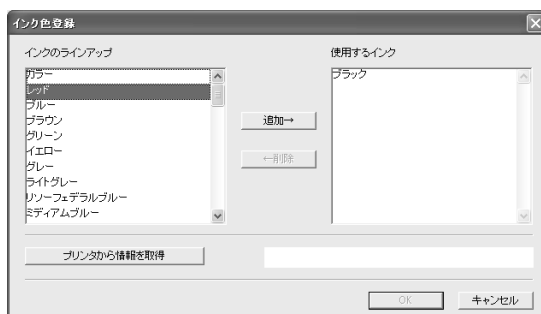 インク色登録
インクのラインアップ
使用するインク
カラー
レッド
ブルー
ブラウン
グリーン
イエロー
グレー
ライトグレー
リソーフェデラルブルー
ミディアムブルー
ブラック
追加→
←削除
プリンタから情報を取得
OK
キャンセル